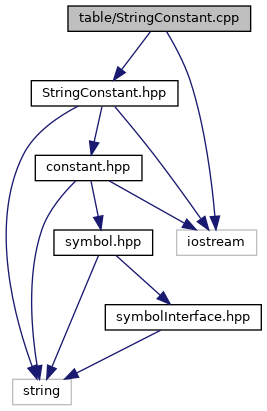 table/StringConstant.cpp
StringConstant.hpp
constant.hpp
symbol.hpp
iostream
symbolInterface.hpp
string